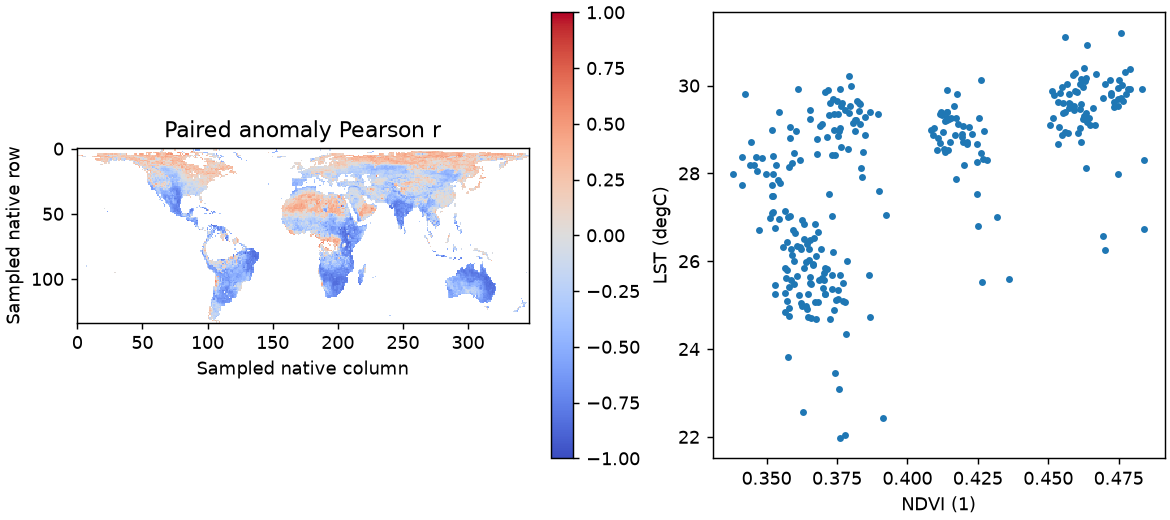 Paired anomaly Pearson r
Sampled native row
0
50
100
0 50 100 150 200 250 300
Sampled native column
1.00
0.75
0.50
0.25
0.00
−0.25
−0.50
−0.75
−1.00
LST (degC)
30
28
26
24
22
0.350 0.375 0.400 0.425 0.450 0.475
NDVI (1)